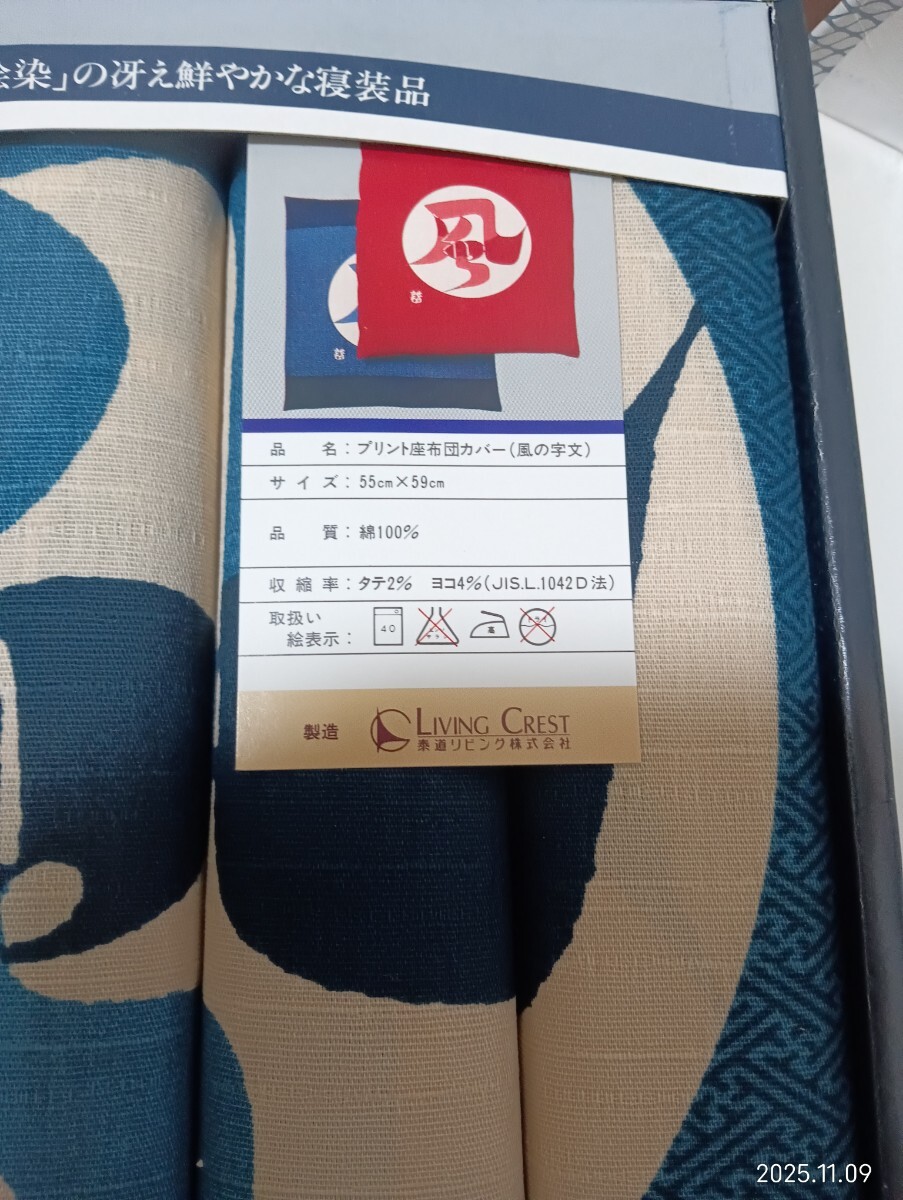 絵染」の冴え鮮やかな寝装品
風
品　　名：プリント座布団カバー（風の字文）
サイズ：55cm×59cm
品　　質：綿100%
収縮率：タテ2%　ヨコ4%（JIS.L.1042D法）
取扱い
絵表示：
40
高
製造
LIVING CREST
泰道リビング株式会社
2025.11.09